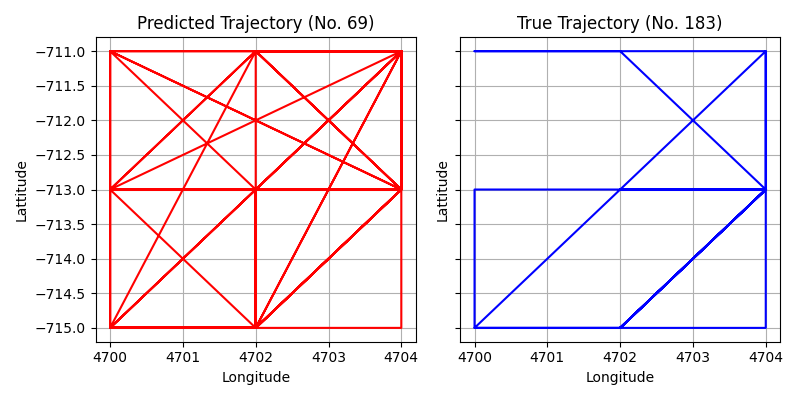 Predicted Trajectory (No. 69)
True Trajectory (No. 183)
−711.0
−711.5
−712.0
−712.5
−713.0
−713.5
−714.0
−714.5
−715.0
Lattitude
Lattitude
4700 4701 4702 4703 4704
4700 4701 4702 4703 4704
Longitude
Longitude